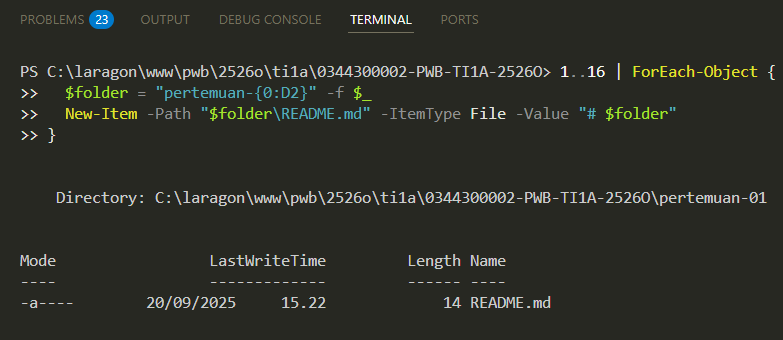 PROBLEMS 23 OUTPUT DEBUG CONSOLE TERMINAL PORTS
PS C:\laragon\www\pwb\2526o\ti1a\0344300002-PWB-TI1A-2526O> 1..16 | ForEach-Object {
>>   $folder = "pertemuan-{0:D2}" -f $_
>>   New-Item -Path "$folder\README.md" -ItemType File -Value "# $folder"
>> }
Directory: C:\laragon\www\pwb\2526o\ti1a\0344300002-PWB-TI1A-2526O\pertemuan-01
Mode                 LastWriteTime         Length Name
----                 -------------         ------ ----
-a----        20/09/2025     15.22             14 README.md